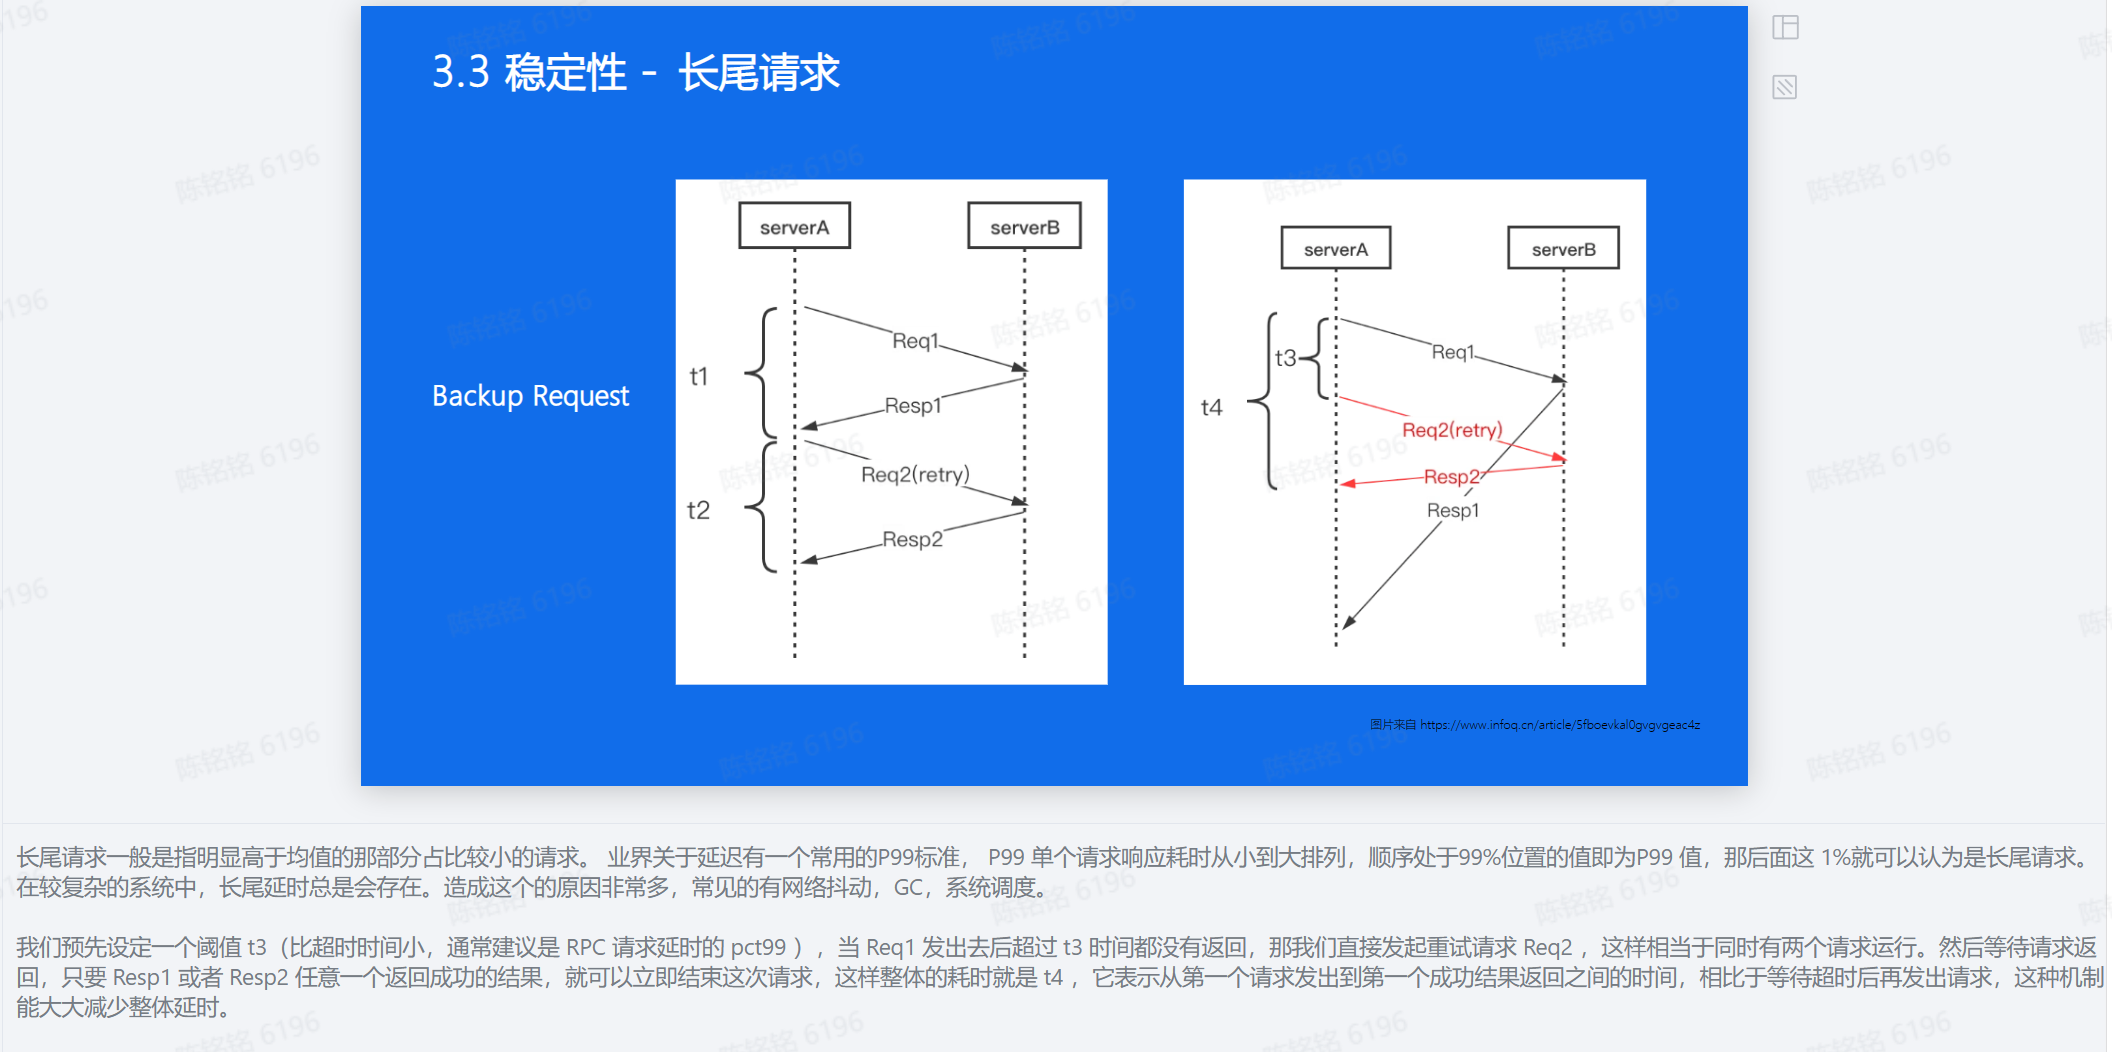 3.3 稳定性 - 长尾请求
Backup Request
serverA
serverB
t1
Req1
Resp1
t2
Req2(retry)
Resp2
serverA
serverB
t3
t4
Req1
Req2(retry)
Resp2
Resp1
图片来自 https://www.infoq.cn/article/5fboevkal0gvgvgeac4z
长尾请求一般是指明显高于均值的那部分占比较小的请求。 业界关于延迟有一个常用的P99标准， P99 单个请求响应耗时从小到大排列，顺序处于99%位置的值即为P99 值，那后面这 1%就可以认为是长尾请求。
在较复杂的系统中，长尾延时总是会存在。造成这个的原因非常多，常见的有网络抖动，GC，系统调度。
我们预先设定一个阈值 t3（比超时时间小，通常建议是 RPC 请求延时的 pct99 ），当 Req1 发出去后超过 t3 时间都没有返回，那我们直接发起重试请求 Req2 ，这样相当于同时有两个请求运行。然后等待请求返
回，只要 Resp1 或者 Resp2 任意一个返回成功的结果，就可以立即结束这次请求，这样整体的耗时就是 t4 ，它表示从第一个请求发出到第一个成功结果返回之间的时间，相比于等待超时后再发出请求，这种机制
能大大减少整体延时。
陈铭铭 6196